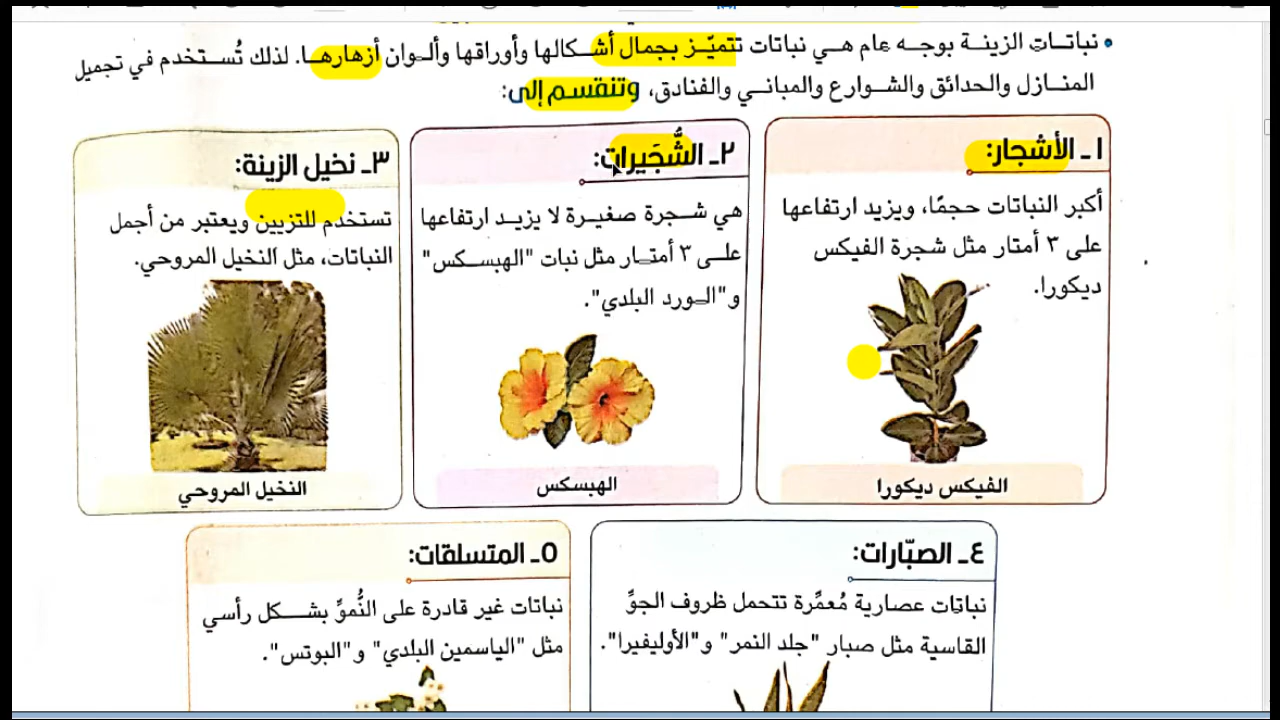 نباتات الزينة بوجه عام هي نباتات تتميّز بجمال أشكالها وأوراقها وألوان أزهارها. لذلك تُستخدم في تجميل
المنازل والحدائق والشوارع والمباني والفنادق، وتنقسم إلى:
١ ـ الأشجار:
أكبر النباتات حجمًا، ويزيد ارتفاعها
على ٣ أمتار مثل شجرة الفيكس
ديكورا.
الفيكس ديكورا
٢ـ الشُّجَيرات:
هي شجرة صغيرة لا يزيد ارتفاعها
على ٣ أمتار مثل نبات "الهبسكس"
و"الورد البلدي".
الهبسكس
٣ـ نخيل الزينة:
تستخدم للتزيين ويعتبر من أجمل
النباتات، مثل النخيل المروحي.
النخيل المروحي
٤ـ الصبّارات:
نباتات عصارية مُعمِّرة تتحمل ظروف الجوِّ
القاسية مثل صبار "جلد النمر" و"الأوليفيرا".
٥ـ المتسلقات:
نباتات غير قادرة على النُّموِّ بشكل رأسي
مثل "الياسمين البلدي" و"البوتس".